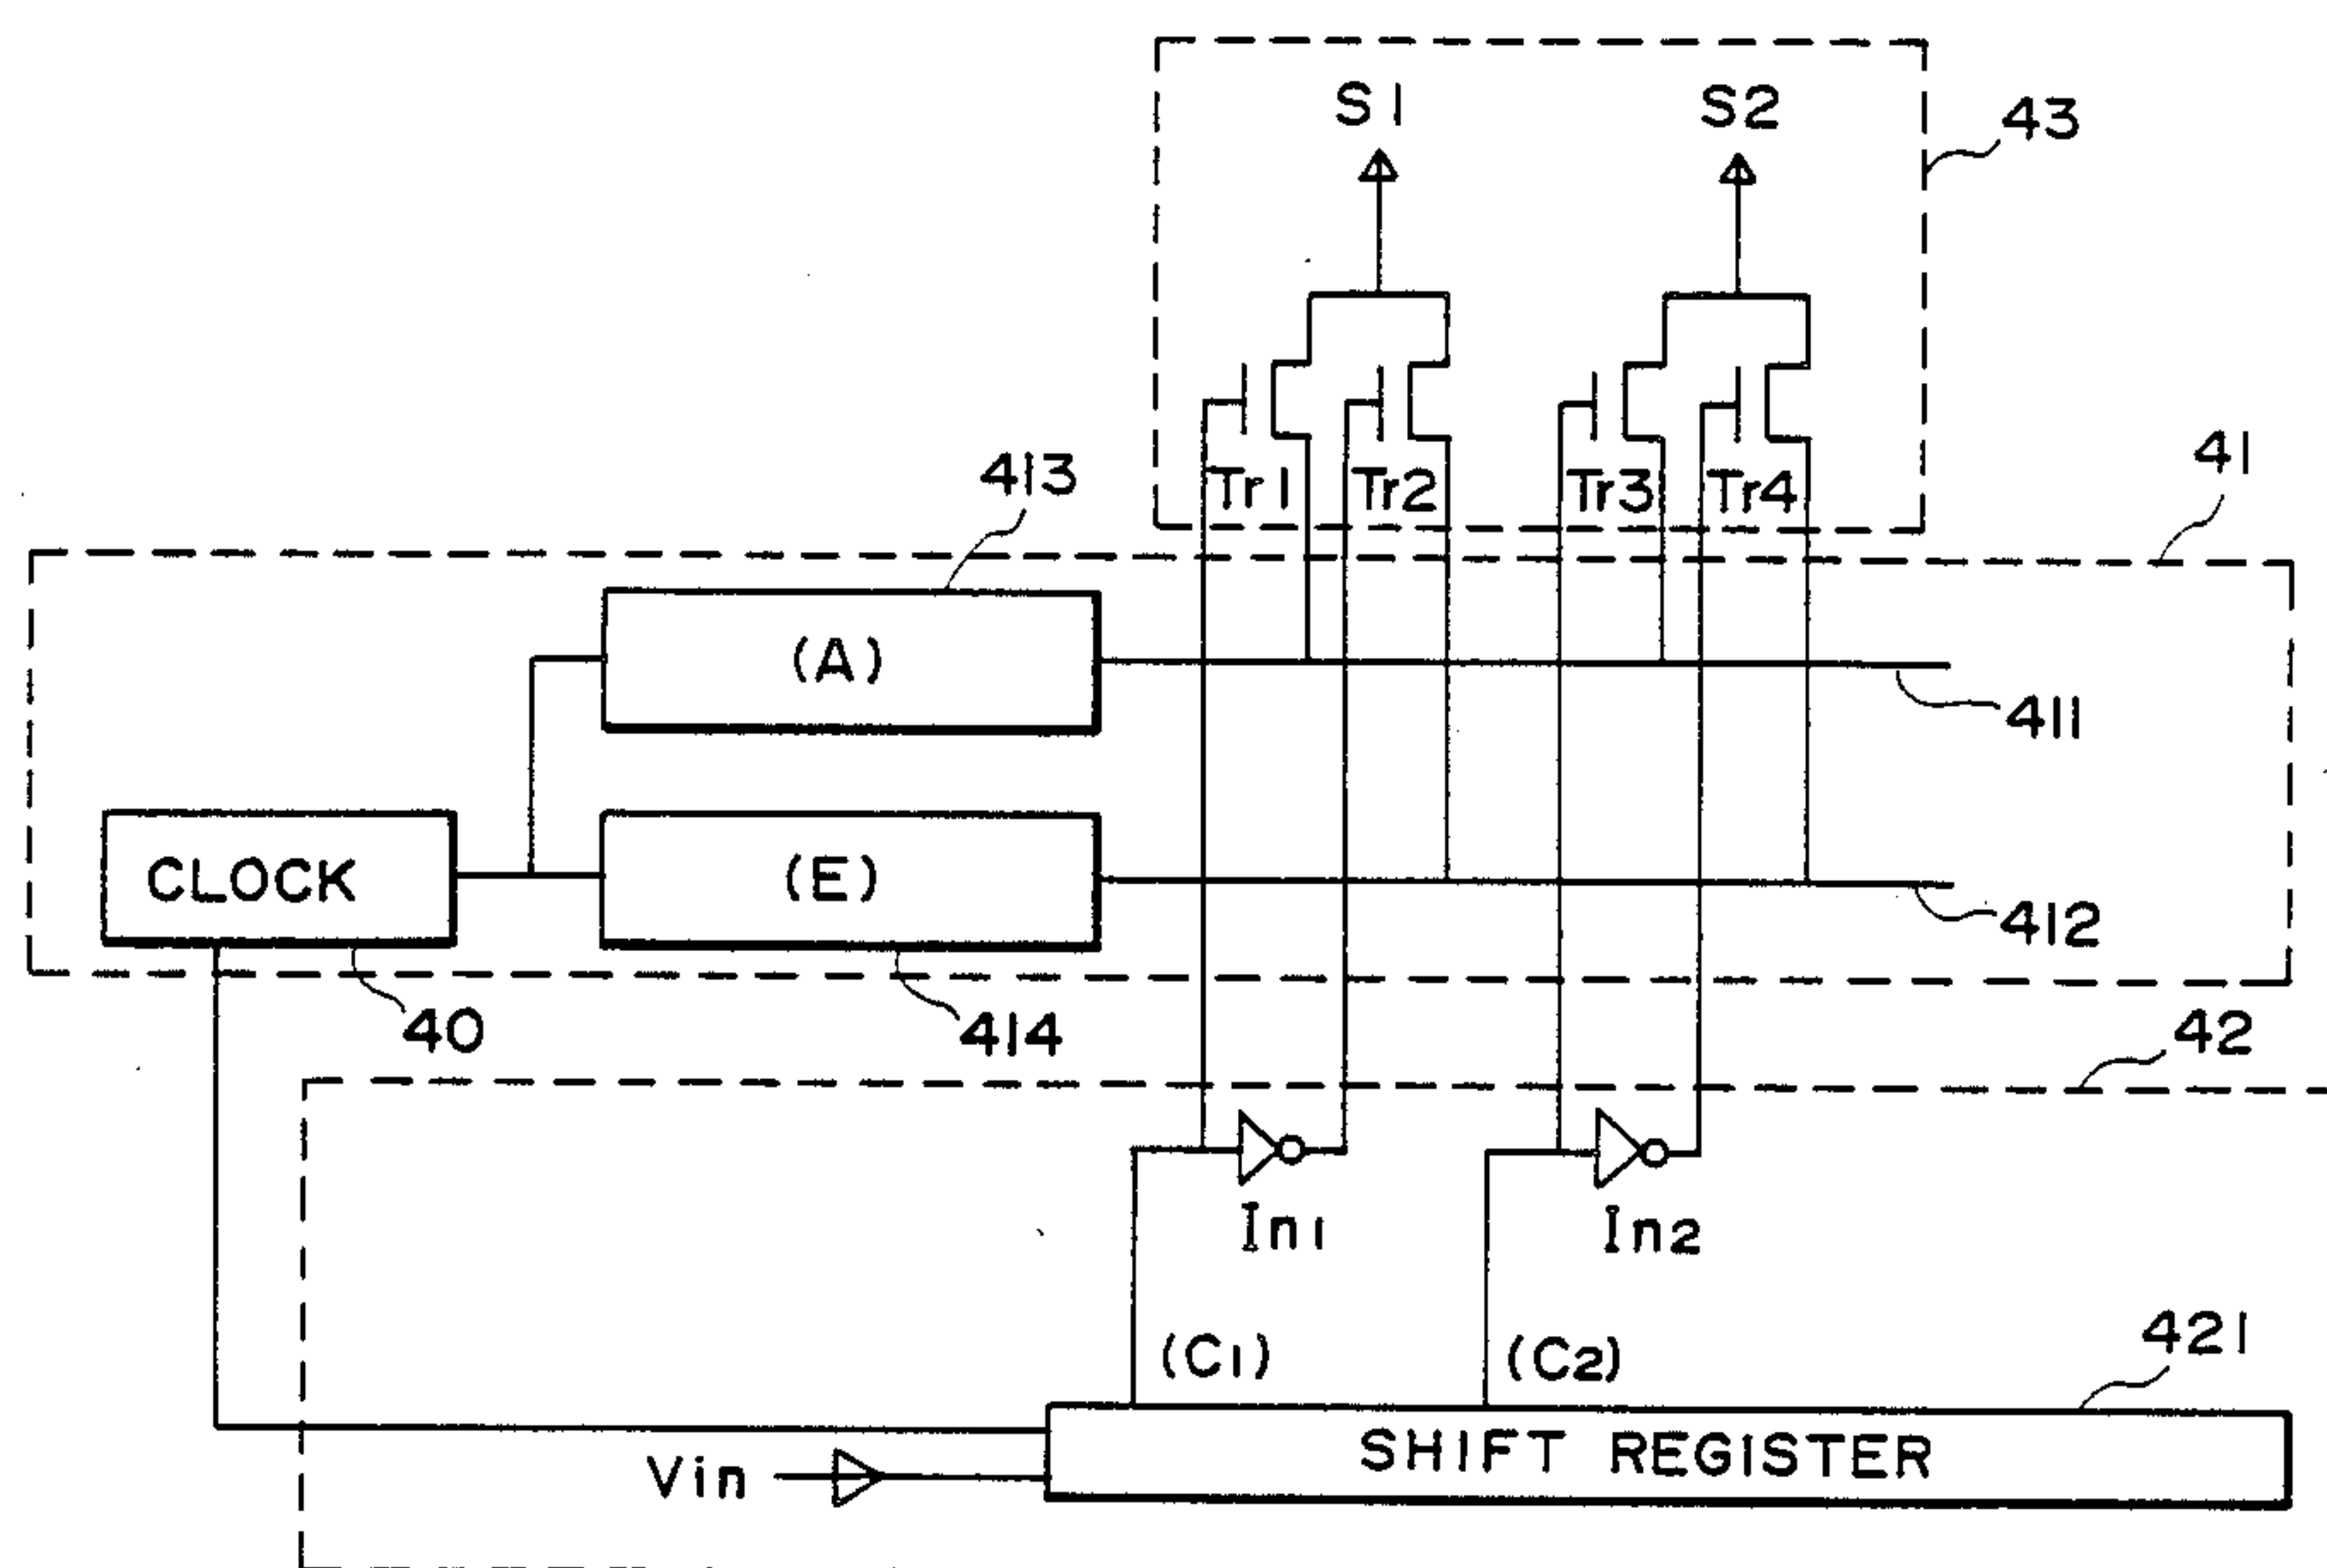 S1 S2
43
Tr1 Tr2 Tr3 Tr4
41
413
(A)
411
CLOCK
(E)
412
40
414
42
In1 In2
(C1) (C2)
421
SHIFT REGISTER
Vin